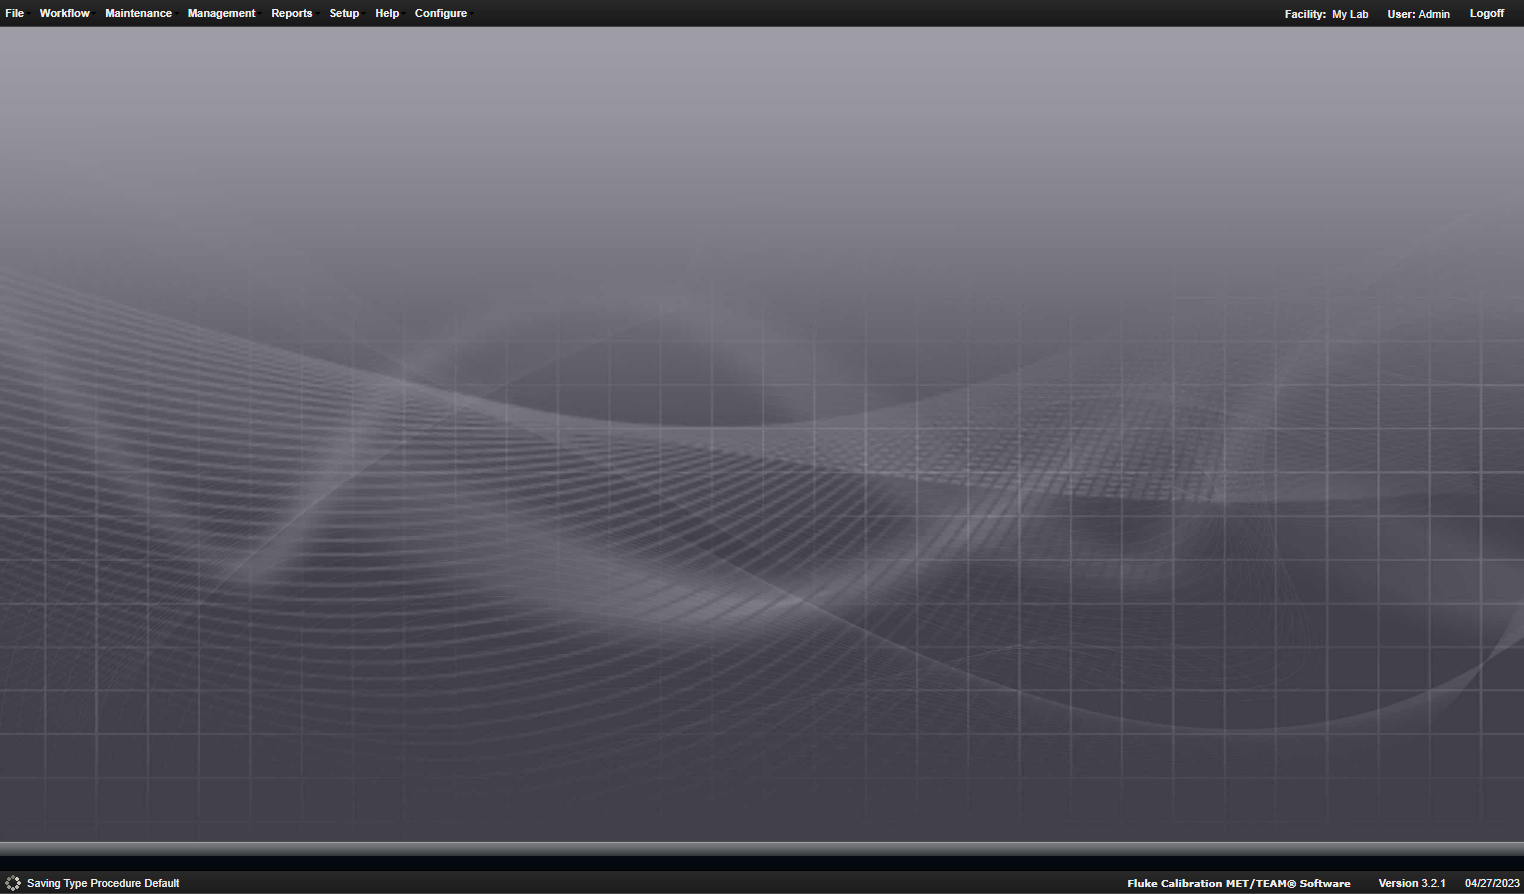 File Workflow Maintenance Management Reports Setup Help Configure Facility: My Lab User: Admin Logoff
Saving Type Procedure Default Fluke Calibration MET/TEAM® Software Version 3.2.1 04/27/2023